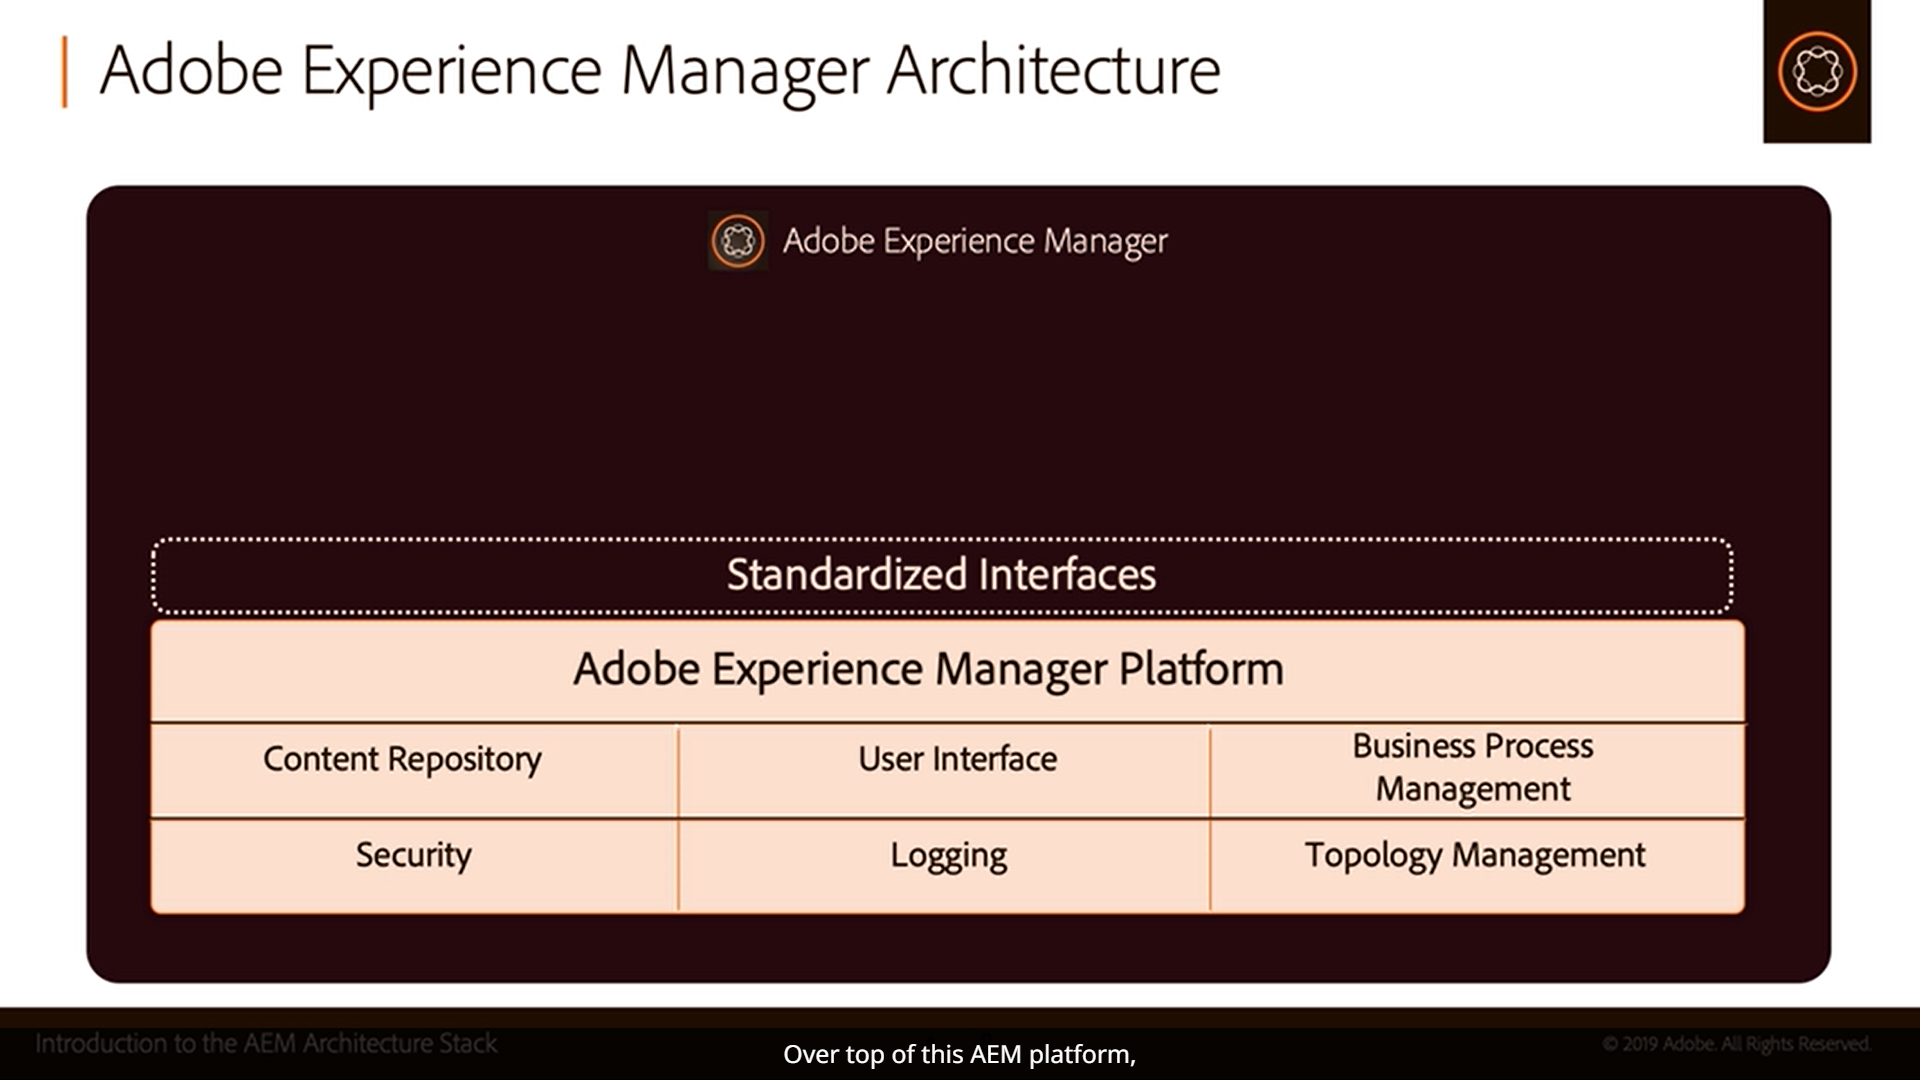 Adobe Experience Manager Architecture
Adobe Experience Manager
Standardized Interfaces
Adobe Experience Manager Platform
Content Repository
User Interface
Business Process
Management
Security
Logging
Topology Management
Introduction to the AEM Architecture Stack
© 2019 Adobe. All Rights Reserved.
Over top of this AEM platform,